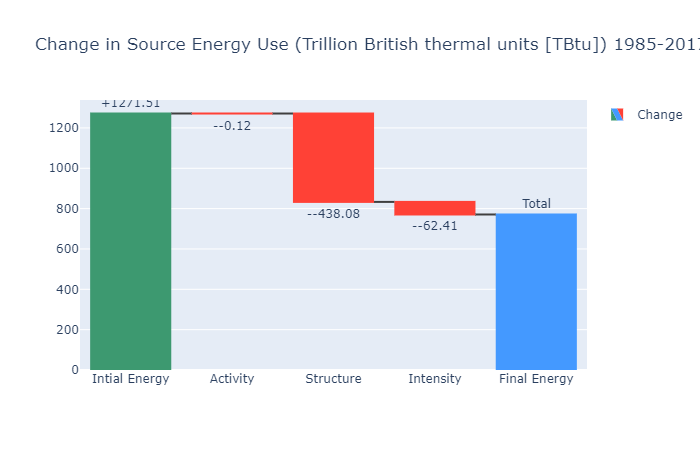 Change in Source Energy Use (Trillion British thermal units [TBtu]) 1985-2017
+1271.51
Change
1200
--0.12
1000
800
Total
--438.08
--62.41
600
400
200
0
Intial Energy
Activity
Structure
Intensity
Final Energy